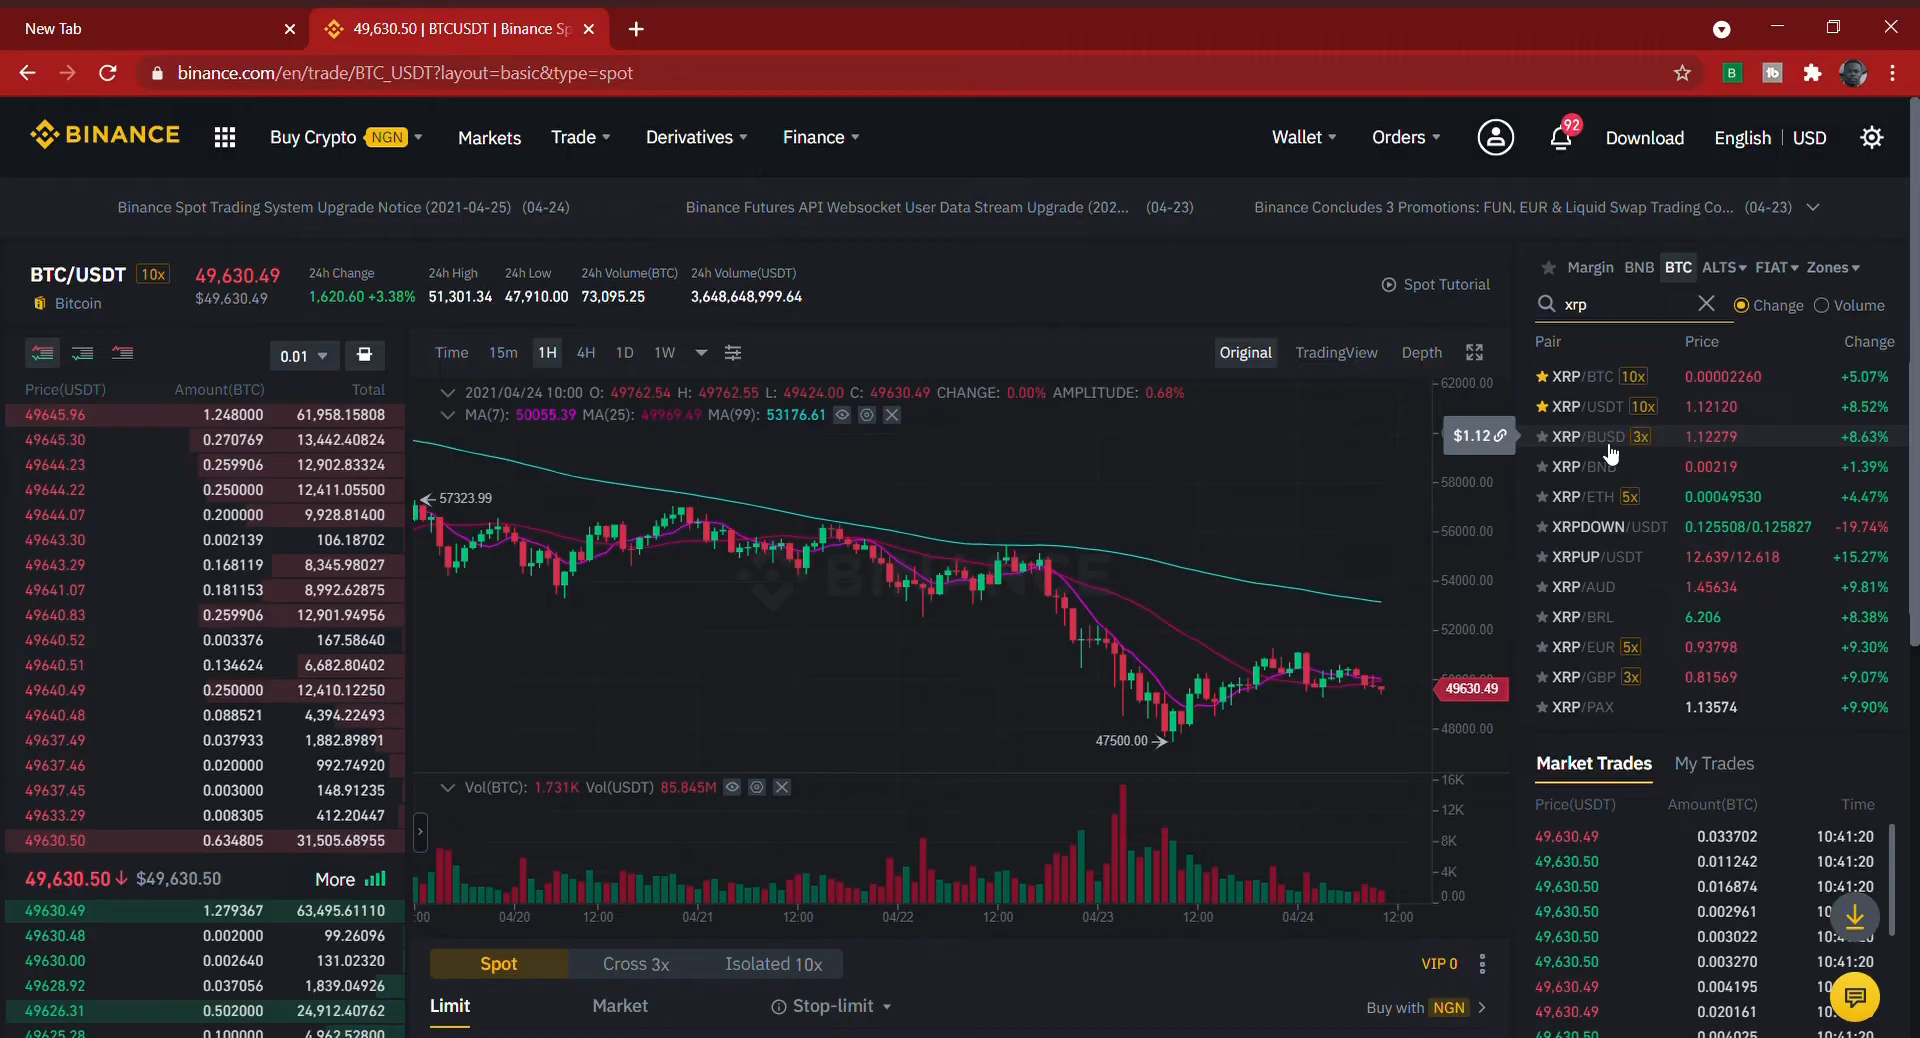 New Tab
49,630.50 | BTCUSDT | Binance Sp
binance.com/en/trade/BTC_USDT?layout=basic&type=spot
BINANCE
Buy Crypto NGN Markets Trade Derivatives Finance
Wallet Orders 92 Download English USD
Binance Spot Trading System Upgrade Notice (2021-04-25) (04-24)
Binance Futures API Websocket User Data Stream Upgrade (202... (04-23)
Binance Concludes 3 Promotions: FUN, EUR & Liquid Swap Trading Co... (04-23)
BTC/USDT 10x
Bitcoin
49,630.49
$49,630.49
24h Change
1,620.60 +3.38%
24h High
51,301.34
24h Low
47,910.00
24h Volume(BTC)
73,095.25
24h Volume(USDT)
3,648,648,999.64
Spot Tutorial
0.01
Price(USDT) Amount(BTC) Total
49645.96 1.248000 61,958.15808
49645.30 0.270769 13,442.40824
49644.23 0.259906 12,902.83324
49644.22 0.250000 12,411.05500
49644.07 0.200000 9,928.81400
49643.30 0.002139 106.18702
49643.29 0.168119 8,345.98027
49641.07 0.181153 8,992.62875
49640.83 0.259906 12,901.94956
49640.52 0.003376 167.58640
49640.51 0.134624 6,682.80402
49640.49 0.250000 12,410.12250
49640.48 0.088521 4,394.22493
49637.49 0.037933 1,882.89891
49637.46 0.020000 992.74920
49637.45 0.003000 148.91235
49633.29 0.008305 412.20447
49630.50 0.634805 31,505.68955
49,630.50↓ $49,630.50 More
49630.49 1.279367 63,495.61110
49630.48 0.002000 99.26096
49630.00 0.002640 131.02320
49628.92 0.037056 1,839.04926
49626.31 0.502000 24,912.40762
49625.28 0.100000 4,962.52800
Time 15m 1H 4H 1D 1W
Original TradingView Depth
2021/04/24 10:00 O: 49762.54 H: 49762.55 L: 49424.00 C: 49630.49 CHANGE: 0.00% AMPLITUDE: 0.68%
MA(7): 50055.39 MA(25): 49969.49 MA(99): 53176.61
BINANCE
57323.99
47500.00
62000.00
58000.00
56000.00
54000.00
52000.00
49630.49
48000.00
$1.12
Vol(BTC): 1.731K Vol(USDT) 85.845M
16K
12K
8K
4K
0.00
:00 04/20 12:00 04/21 12:00 04/22 12:00 04/23 12:00 04/24 12:00
Spot Cross 3x Isolated 10x
VIP 0
Limit Market Stop-limit
Buy with NGN
Margin BNB BTC ALTS FIAT Zones
xrp
Change Volume
Pair Price Change
XRP/BTC 10x 0.00002260 +5.07%
XRP/USDT 10x 1.12120 +8.52%
XRP/BUSD 3x 1.12279 +8.63%
XRP/BNB 0.00219 +1.39%
XRP/ETH 5x 0.00049530 +4.47%
XRPDOWN/USDT 0.125508/0.125827 -19.74%
XRPUP/USDT 12.639/12.618 +15.27%
XRP/AUD 1.45634 +9.81%
XRP/BRL 6.206 +8.38%
XRP/EUR 5x 0.93798 +9.30%
XRP/GBP 3x 0.81569 +9.07%
XRP/PAX 1.13574 +9.90%
Market Trades My Trades
Price(USDT) Amount(BTC) Time
49,630.49 0.033702 10:41:20
49,630.50 0.011242 10:41:20
49,630.50 0.016874 10:41:20
49,630.50 0.002961
49,630.50 0.003022
49,630.50 0.003270 10:41:20
49,630.49 0.004195
49,630.49 0.020161
49,630.50 0.004025 10:41:20